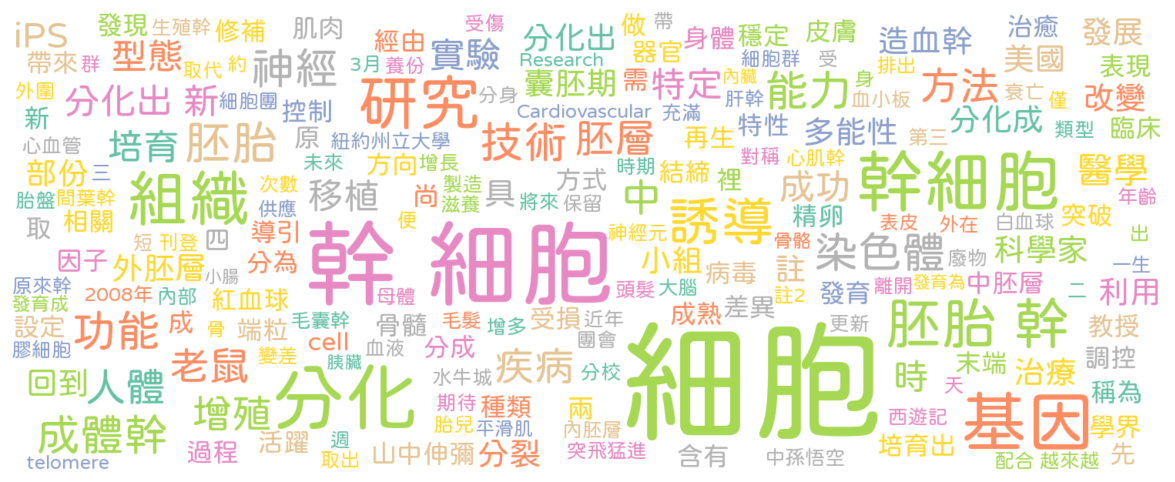 iPS 發現 生殖幹 修補 肌肉 受傷 分化出 做 帶 治癒 發展
帶來 群 型態 取代 約 神經 經由 實驗 Research 器官 身體 穩定 皮膚 造血幹 美國 表現
外圍 分化出 新 細胞團 控制 3月 養份 研究 分身 囊胚期 需 特定 細胞群 內臟 能力 受 身 排出 方法 衰亡 僅 改變
新 心血管 培育 胚胎 原 紐約州立大學 技術 Cardiovascular 胚層 充滿 肝幹 特性 多能性 血小板 第三 分化成 類型 臨床
部份 三 組織 未來 方向 增長 時期 再生 對稱 心肌幹 幹細胞 醫學
胎盤 間葉幹 次數 移植 尚 製造 滋養 具 將來 方式 保留 中 結締 裡 成功 年齡
取 相關 供應 四 便 幹 細胞 神經元 誘導 骨骼 精卵 表皮 外在 白血球 突破 出
因子 短 刊登 導引 小組 病毒 註 染色體 廢物 科學家 一生
外胚層 小腸 分為 頭髮 大腦 註2 發育 離開 發育為 中胚層 二 利用
原來幹 發育成 2008年 內部 紅血球 母體 成熟 差異 更新 胚胎 幹 教授
設定 功能 成 骨 端粒 毛囊幹 骨髓 毛髮 增多 受損 近年 細胞 調控
膠細胞 老鼠 變差 cell 血液 分成 團會 時 末端 治療
回到 人體 胰臟 分化 水牛城 疾病 分校 天 稱為
增殖 期待 種類 兩 西遊記 基因
成體幹 胎兒 平滑肌 內胚層 培育出 學界
過程 活躍 週 山中伸彌 分裂 突飛猛進 含有 中孫悟空 先
telomere 取出 配合 越來越